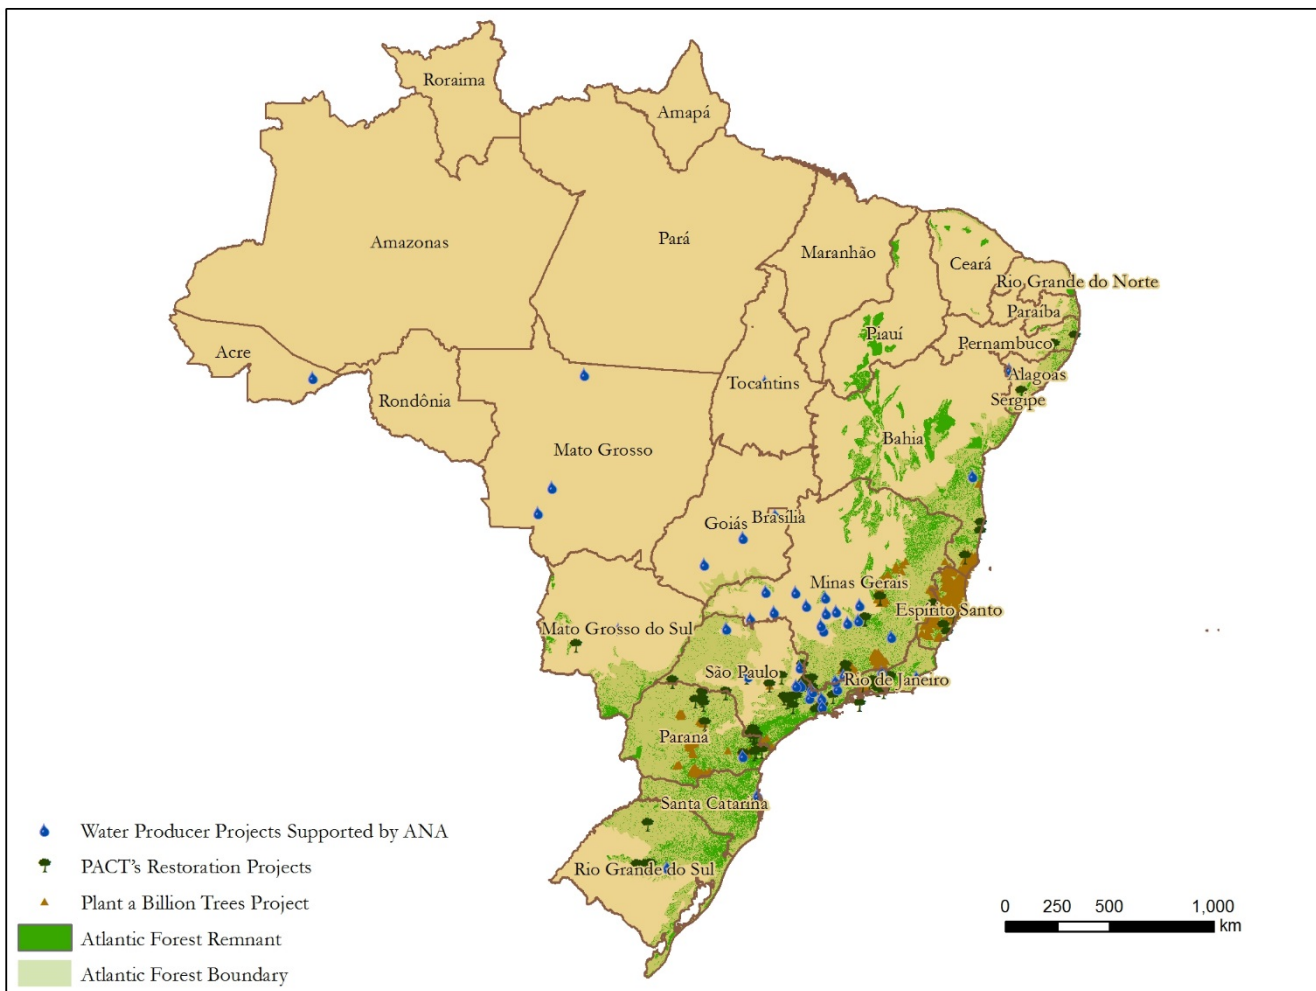 Roraima
Amapá
Amazonas
Pará
Maranhão
Ceará
Rio Grande do Norte
Paraíba
Piauí
Pernambuco
Acre
Alagoas
Tocantins
Rondônia
Sergipe
Bahia
Mato Grosso
Goiás
Brasília
Minas Gerais
Espírito Santo
Mato Grosso do Sul
São Paulo
Rio de Janeiro
Paraná
Santa Catarina
Rio Grande do Sul
Water Producer Projects Supported by ANA
PACT's Restoration Projects
Plant a Billion Trees Project
Atlantic Forest Remnant
Atlantic Forest Boundary
0 250 500 1,000
km